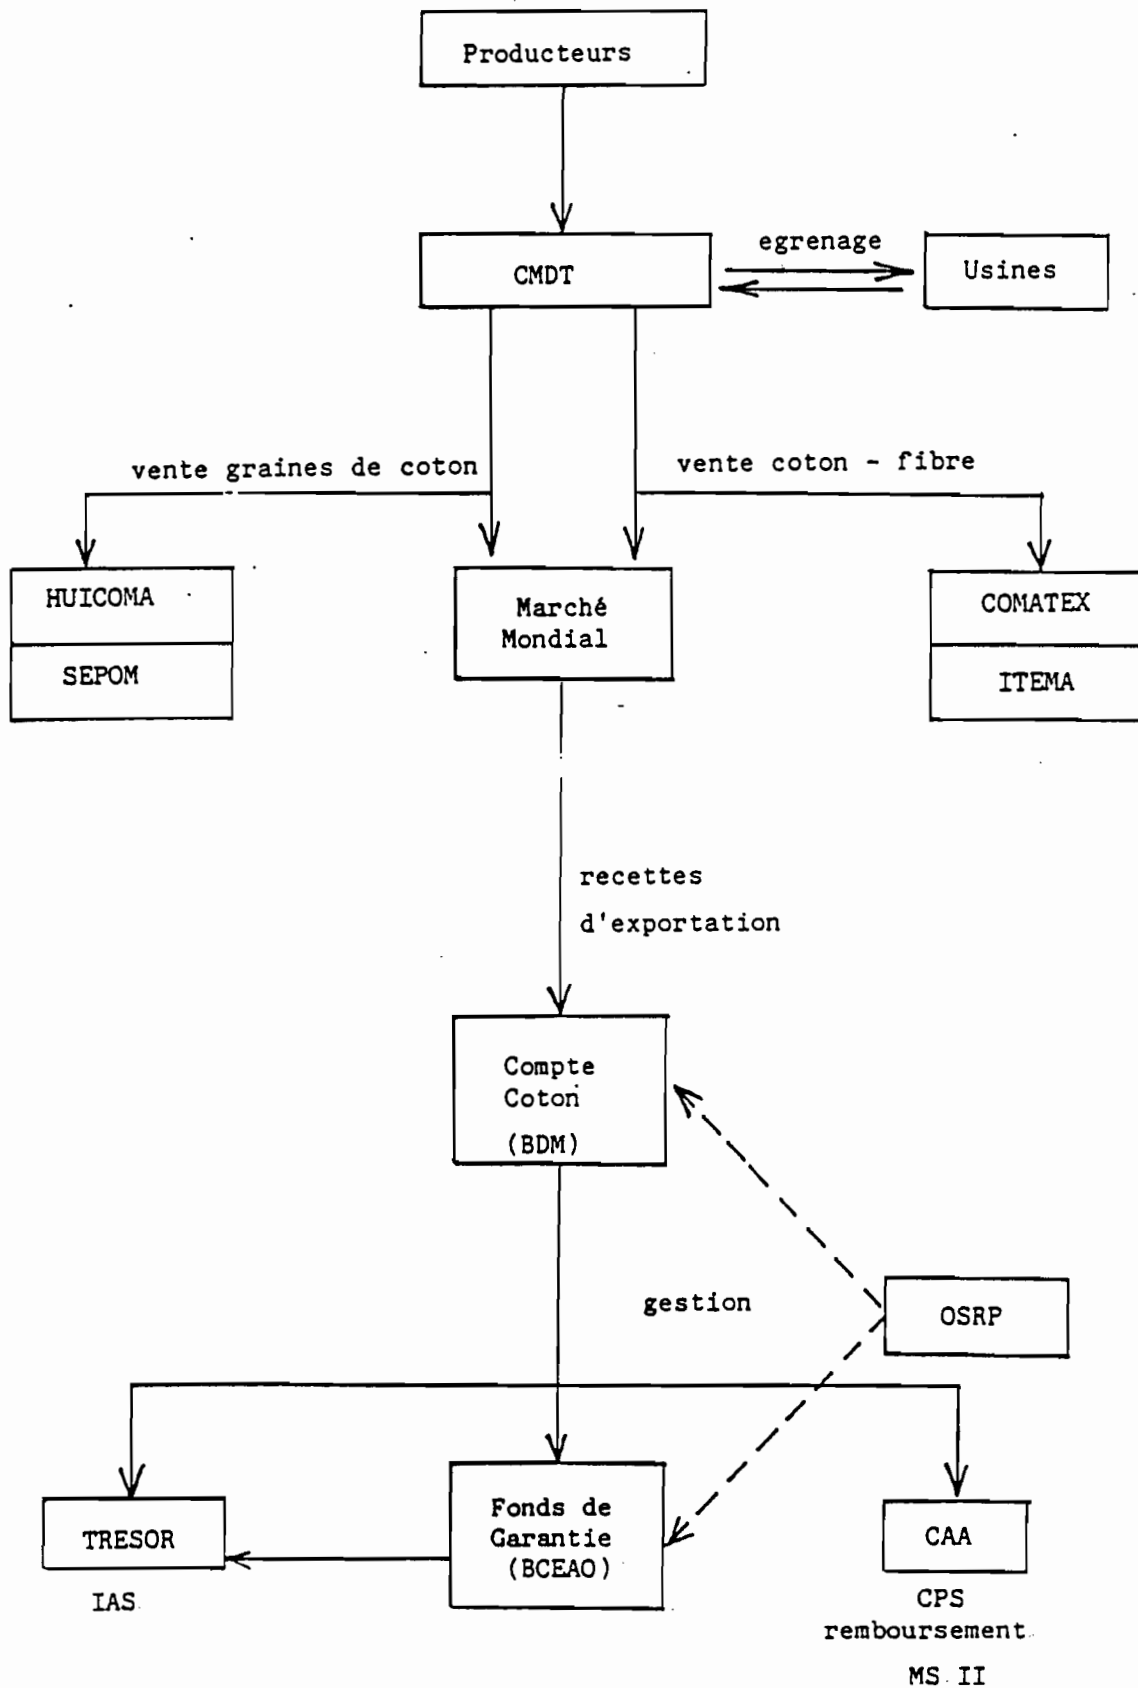 Producteurs
CMDT
egrenage
Usines
vente graines de coton
vente coton - fibre
HUICOMA
SEPOM
Marché
Mondial
COMATEX
ITEMA
recettes
d'exportation
Compte
Coton
(BDM)
gestion
OSRP
TRESOR
IAS
Fonds de
Garantie
(BCEAO)
CAA
CPS
remboursement
MS II